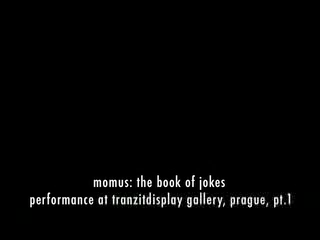 momus: the book of jokes
performance at tranzitdisplay gallery, prague, pt.1